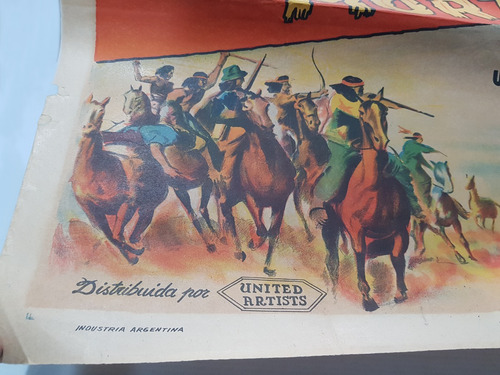 Distribuida por
UNITED
ARTISTS
INDUSTRIA ARGENTINA